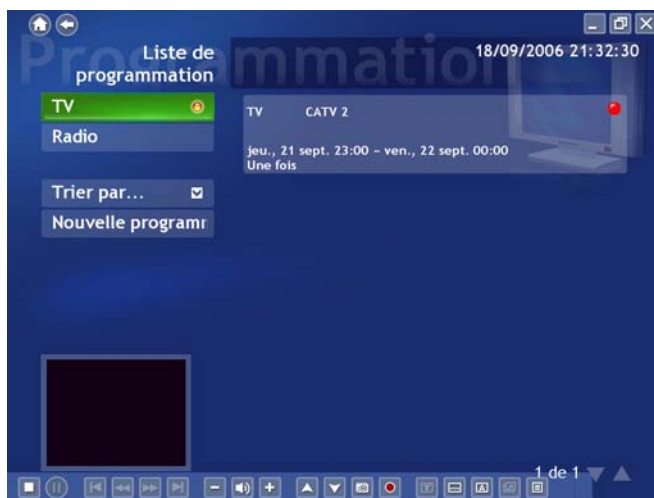 Programmation
18/09/2006 21:32:30
Liste de
programmation
TV
Radio
Trier par...
Nouvelle programr
TV CATV 2
jeu., 21 sept. 23:00 - ven., 22 sept. 00:00
Une fois
1 de 1